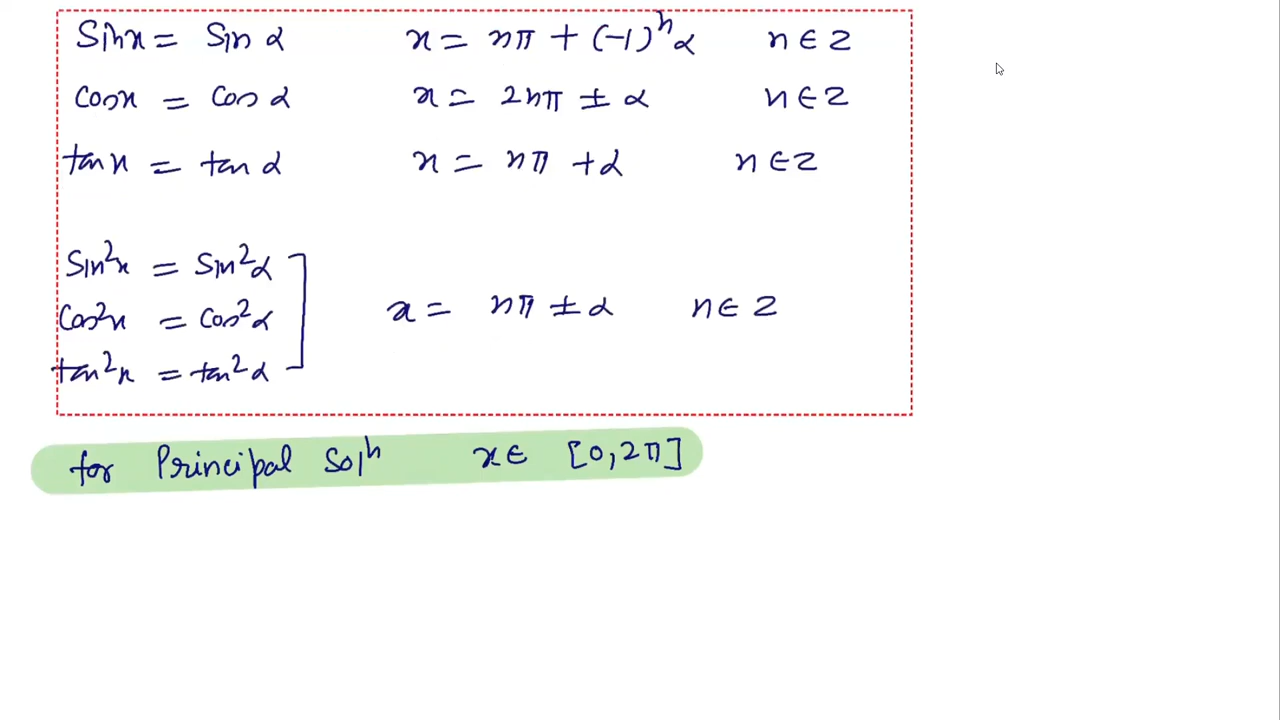 Sinx = Sin α x = nπ + (-1)ⁿα n ∈ Z
Cosx = Cos α x = 2nπ ± α n ∈ Z
tan x = tan α x = nπ + α n ∈ Z
Sin²x = Sin²α
Cos²x = Cos²α x = nπ ± α n ∈ Z
tan²x = tan²α
for Principal Solⁿ x ∈ [0, 2π]